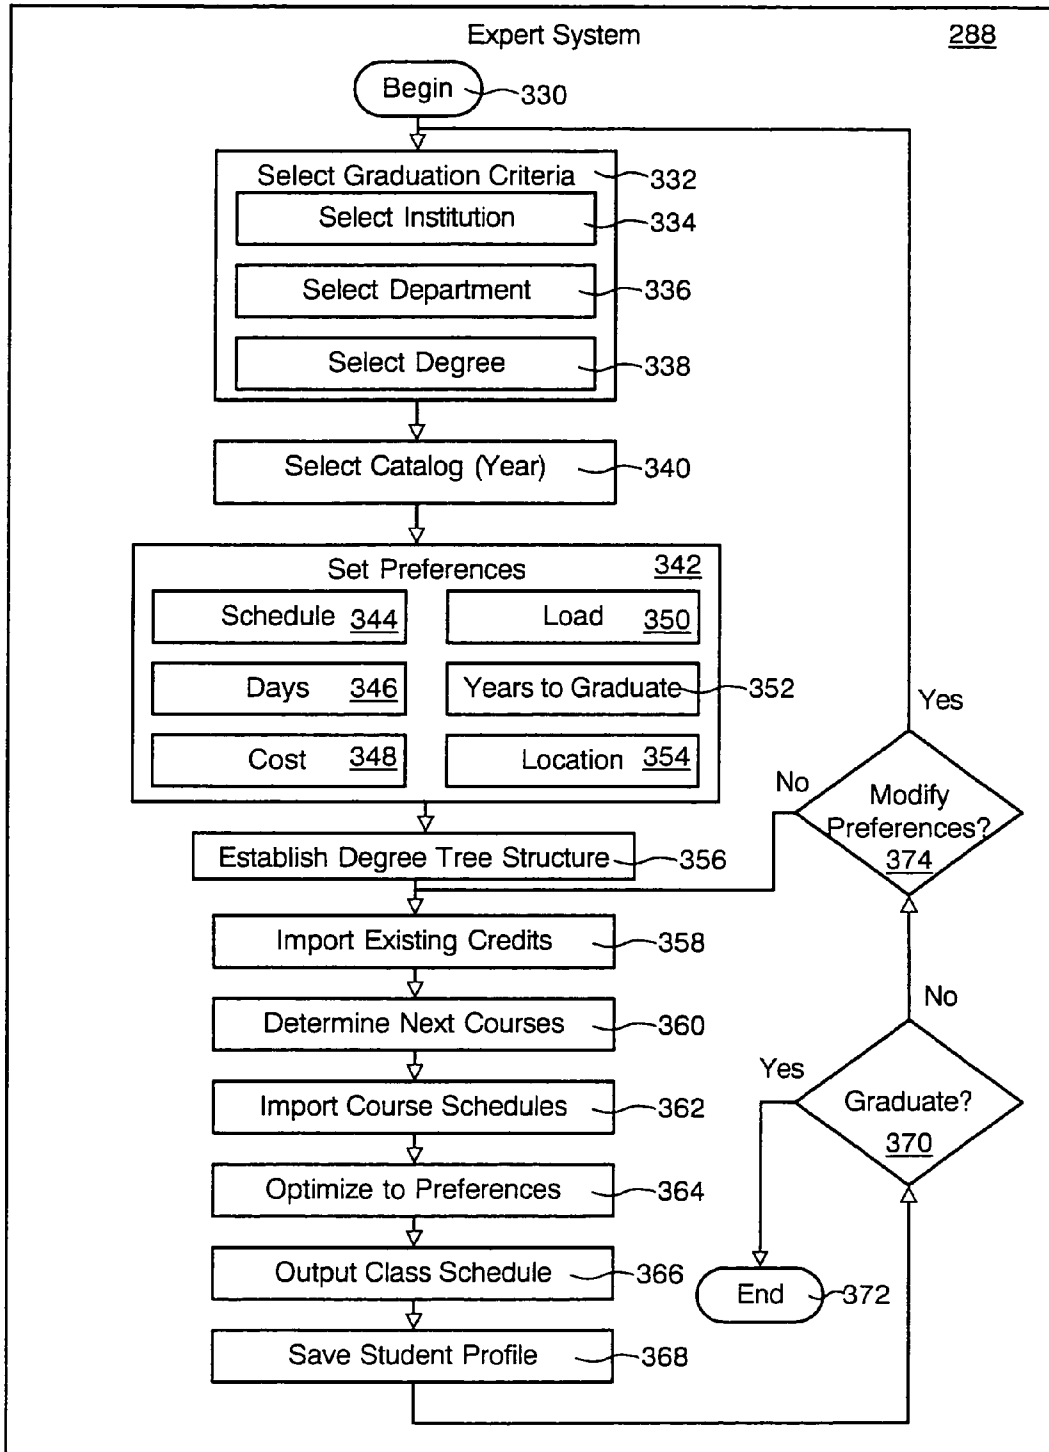 Expert System 288
Begin 330
Select Graduation Criteria 332
Select Institution 334
Select Department 336
Select Degree 338
Select Catalog (Year) 340
Set Preferences 342
Schedule 344 Load 350
Days 346 Years to Graduate 352
Cost 348 Location 354
Yes
No
Modify
Preferences?
374
Establish Degree Tree Structure 356
Import Existing Credits 358
No
Determine Next Courses 360
Yes
Graduate?
370
Import Course Schedules 362
Optimize to Preferences 364
Output Class Schedule 366
End 372
Save Student Profile 368